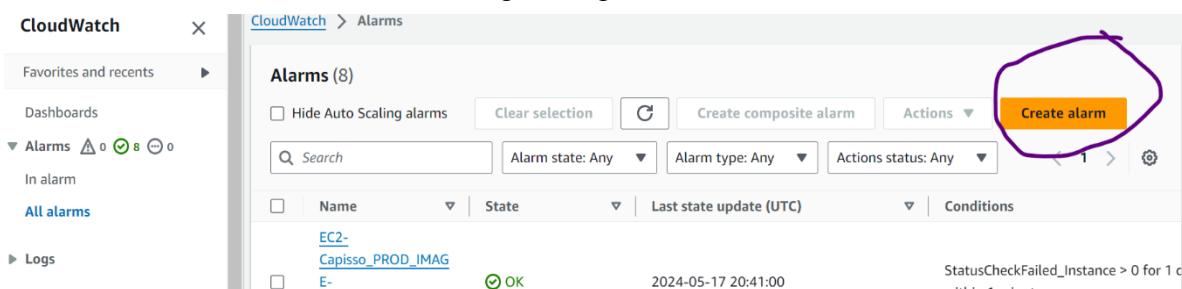 CloudWatch
CloudWatch > Alarms
Favorites and recents
Dashboards
Alarms 0 8 0
In alarm
All alarms
Logs
Alarms (8)
Hide Auto Scaling alarms Clear selection Create composite alarm Actions Create alarm
Search Alarm state: Any Alarm type: Any Actions status: Any < 1 >
Name State Last state update (UTC) Conditions
EC2-
Capisso_PROD_IMAG
E- OK 2024-05-17 20:41:00 StatusCheckFailed_Instance > 0 for 1